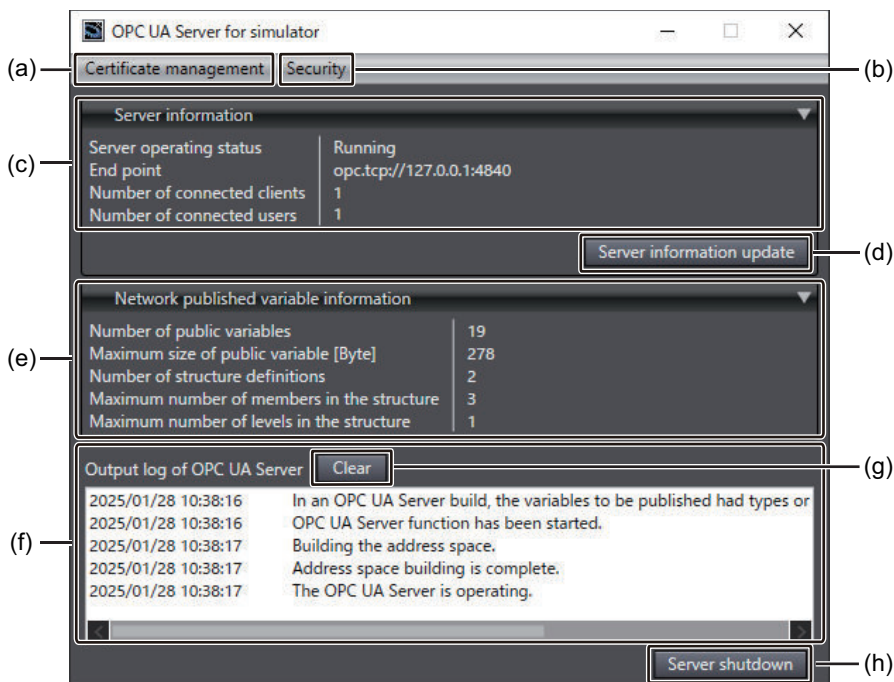 OPC UA Server for simulator
(a) Certificate management Security (b)
Server information
(c)
Server operating status Running
End point opc.tcp://127.0.0.1:4840
Number of connected clients 1
Number of connected users 1
Server information update (d)
Network published variable information
(e)
Number of public variables 19
Maximum size of public variable [Byte] 278
Number of structure definitions 2
Maximum number of members in the structure 3
Maximum number of levels in the structure 1
Output log of OPC UA Server Clear (g)
(f)
2025/01/28 10:38:16 In an OPC UA Server build, the variables to be published had types or
2025/01/28 10:38:16 OPC UA Server function has been started.
2025/01/28 10:38:17 Building the address space.
2025/01/28 10:38:17 Address space building is complete.
2025/01/28 10:38:17 The OPC UA Server is operating.
Server shutdown (h)